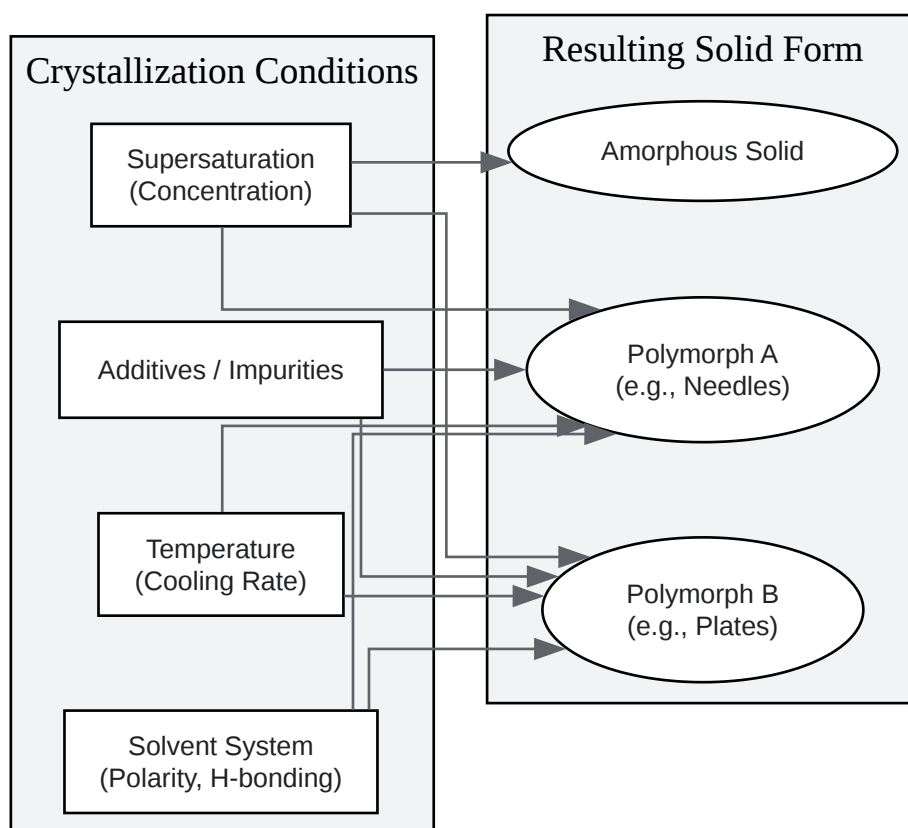 Crystallization Conditions
Supersaturation
(Concentration)
Additives / Impurities
Temperature
(Cooling Rate)
Solvent System
(Polarity, H-bonding)
Resulting Solid Form
Amorphous Solid
Polymorph A
(e.g., Needles)
Polymorph B
(e.g., Plates)